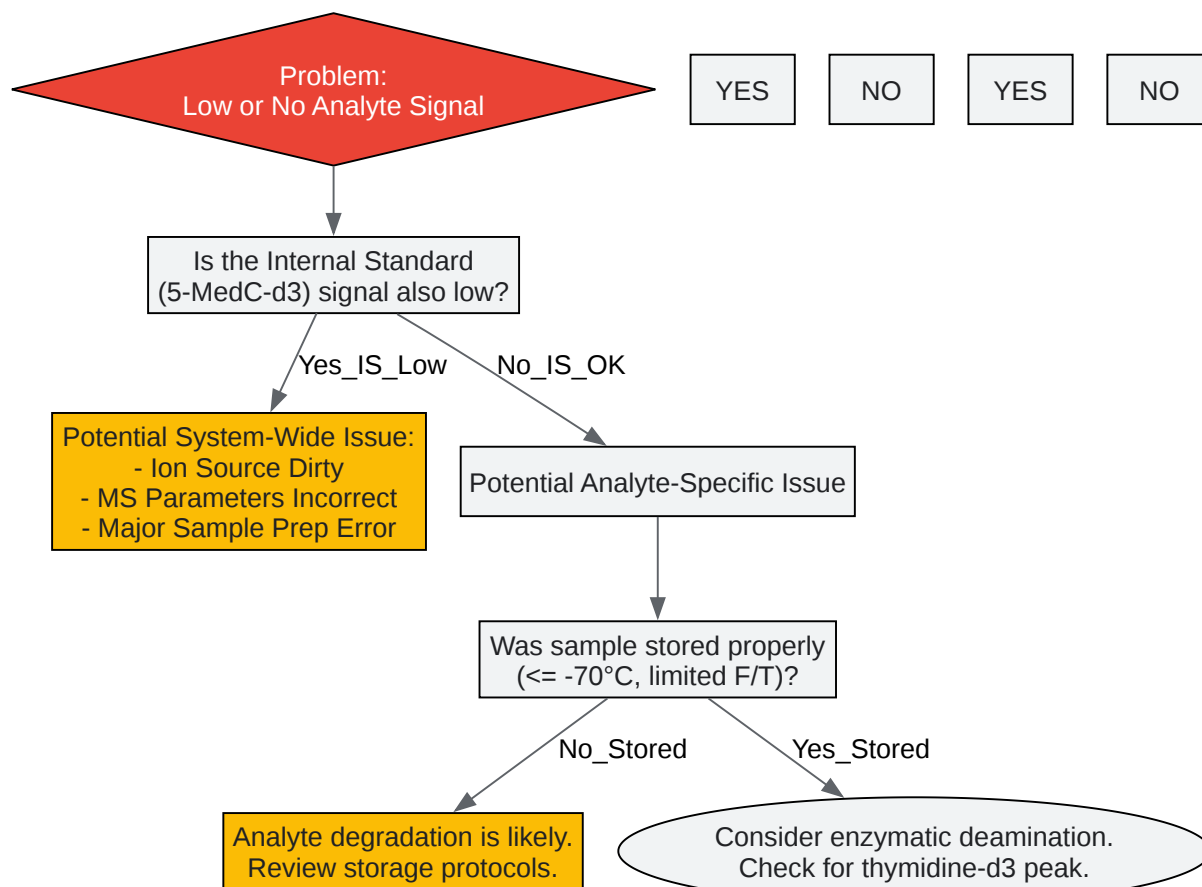 Problem:
Low or No Analyte Signal
YES
NO
YES
NO
Is the Internal Standard
(5-MedC-d3) signal also low?
Yes_IS_Low
No_IS_OK
Potential System-Wide Issue:
- Ion Source Dirty
- MS Parameters Incorrect
- Major Sample Prep Error
Potential Analyte-Specific Issue
Was sample stored properly
(<= -70°C, limited F/T)?
No_Stored
Yes_Stored
Analyte degradation is likely.
Review storage protocols.
Consider enzymatic deamination.
Check for thymidine-d3 peak.